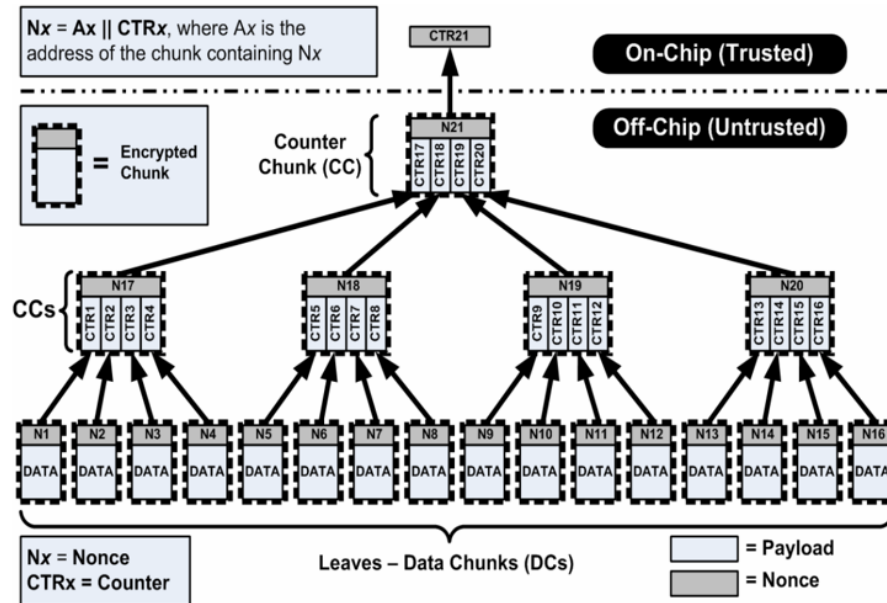 Nx = Ax || CTRx, where Ax is the
address of the chunk containing Nx
CTR21
On-Chip (Trusted)
Off-Chip (Untrusted)
= Encrypted
Chunk
Counter
Chunk (CC)
N21
CTR17 CTR18 CTR19 CTR20
CCs
N17 N18 N19 N20
CTR1 CTR2 CTR3 CTR4 CTR5 CTR6 CTR7 CTR8 CTR9 CTR10 CTR11 CTR12 CTR13 CTR14 CTR15 CTR16
N1 N2 N3 N4 N5 N6 N7 N8 N9 N10 N11 N12 N13 N14 N15 N16
DATA DATA DATA DATA DATA DATA DATA DATA DATA DATA DATA DATA DATA DATA DATA DATA
Nx = Nonce
CTRx = Counter
Leaves – Data Chunks (DCs)
= Payload
= Nonce